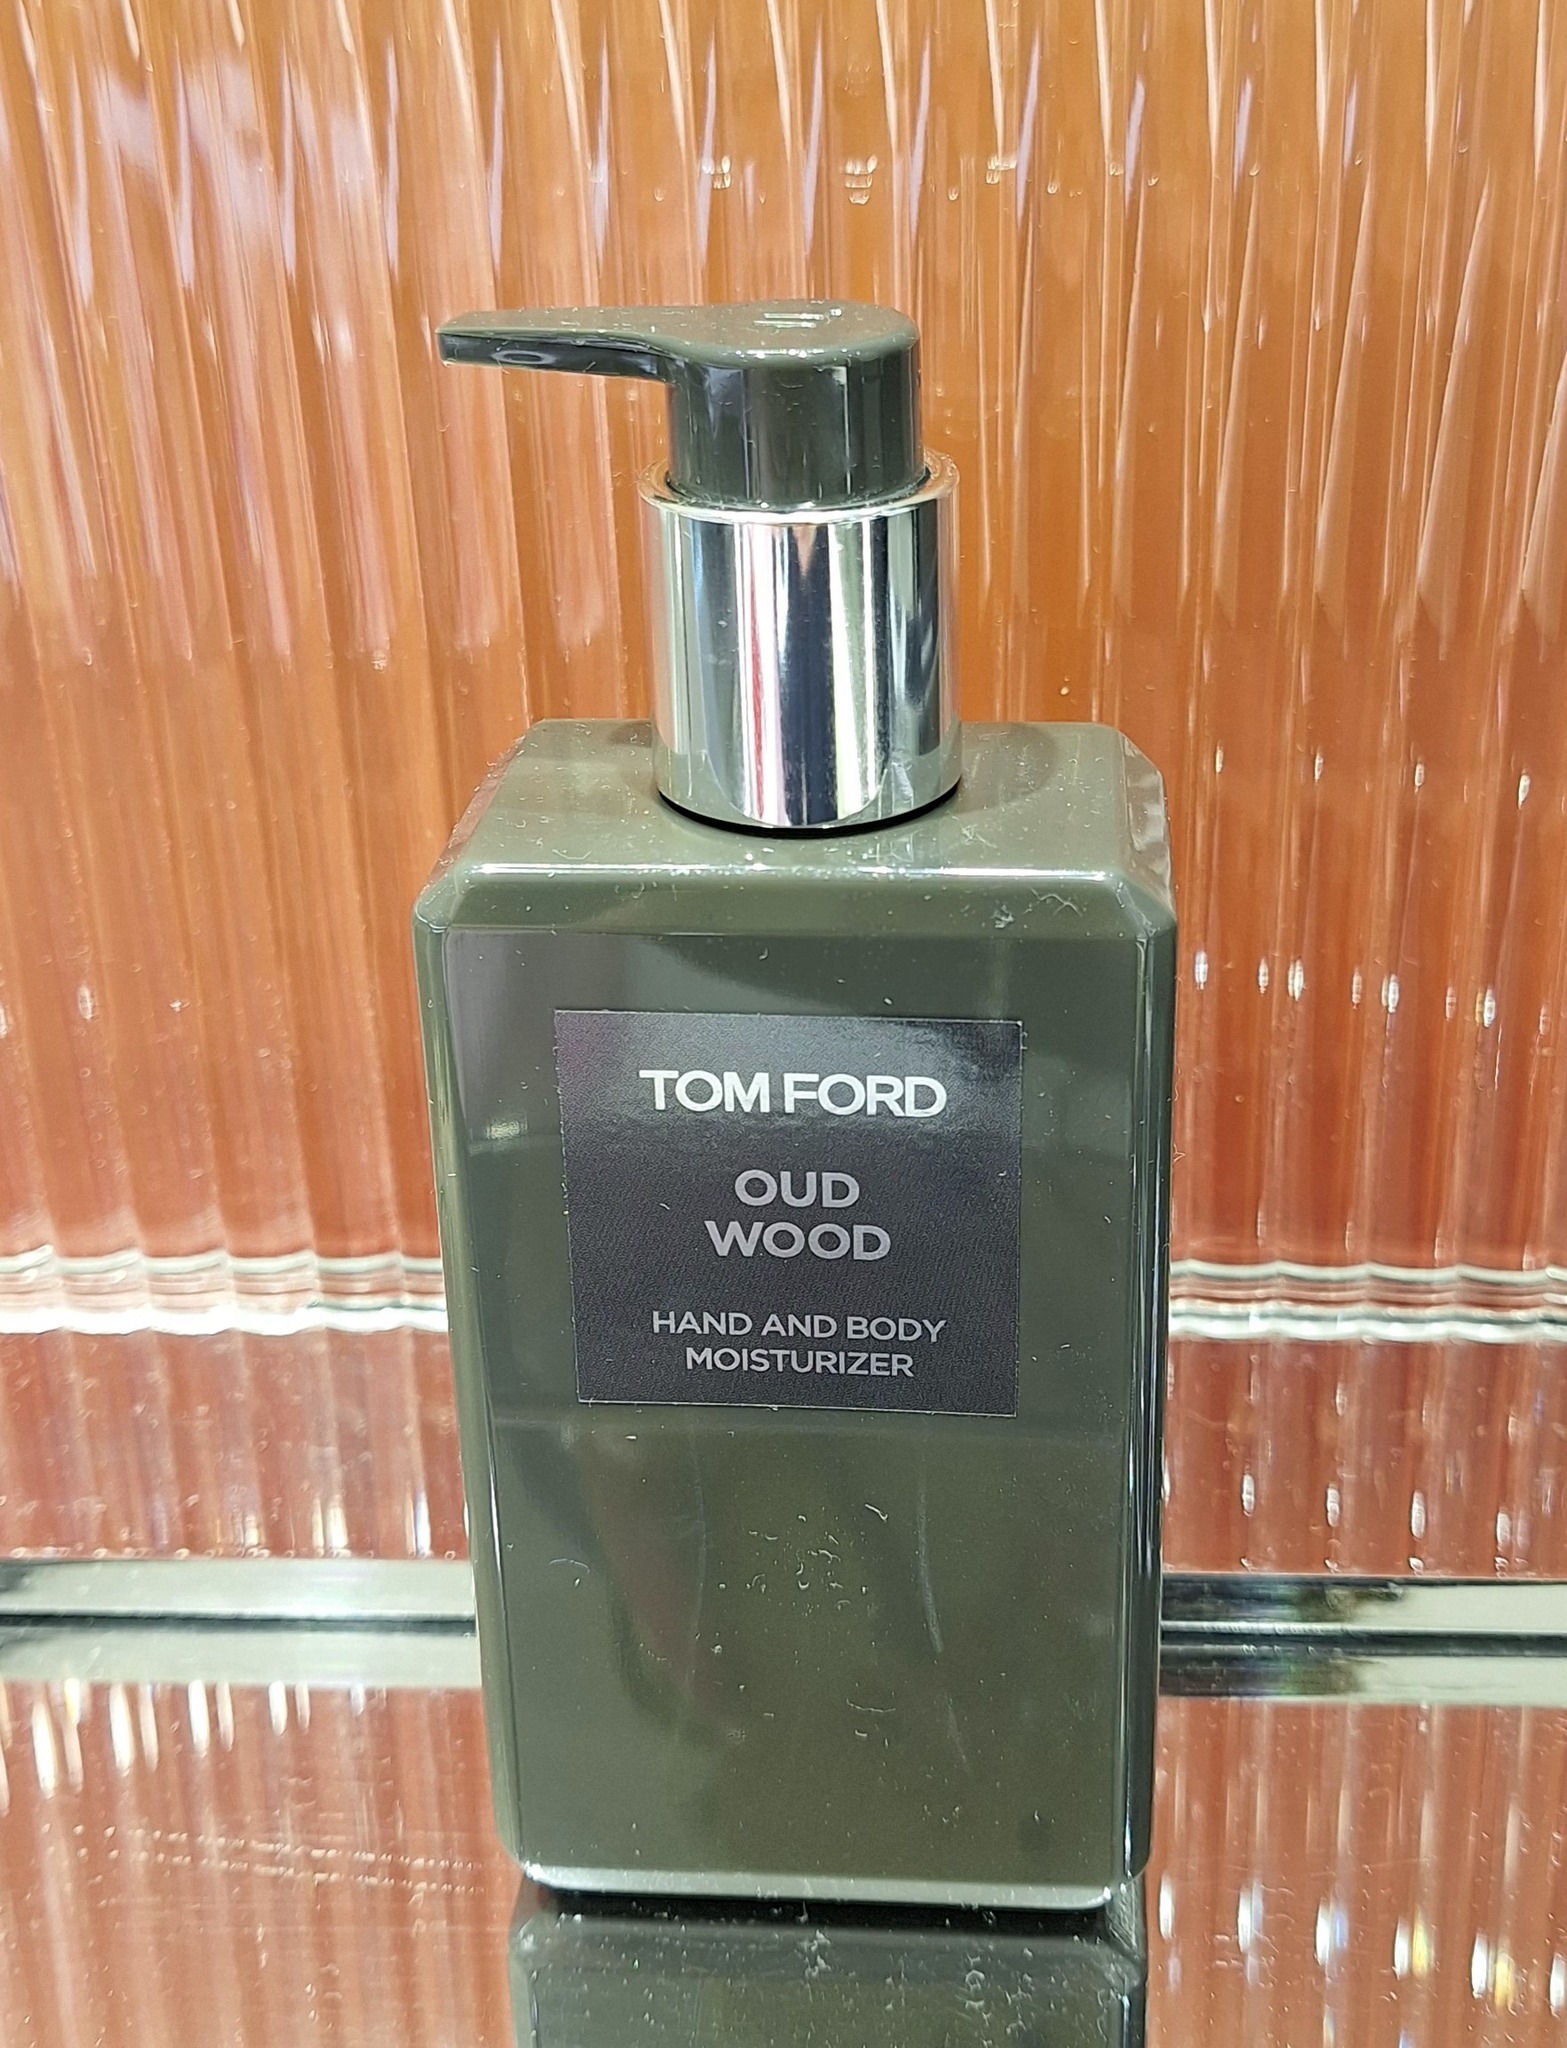 TOM FORD
OUD
WOOD
HAND AND BODY
MOISTURIZER